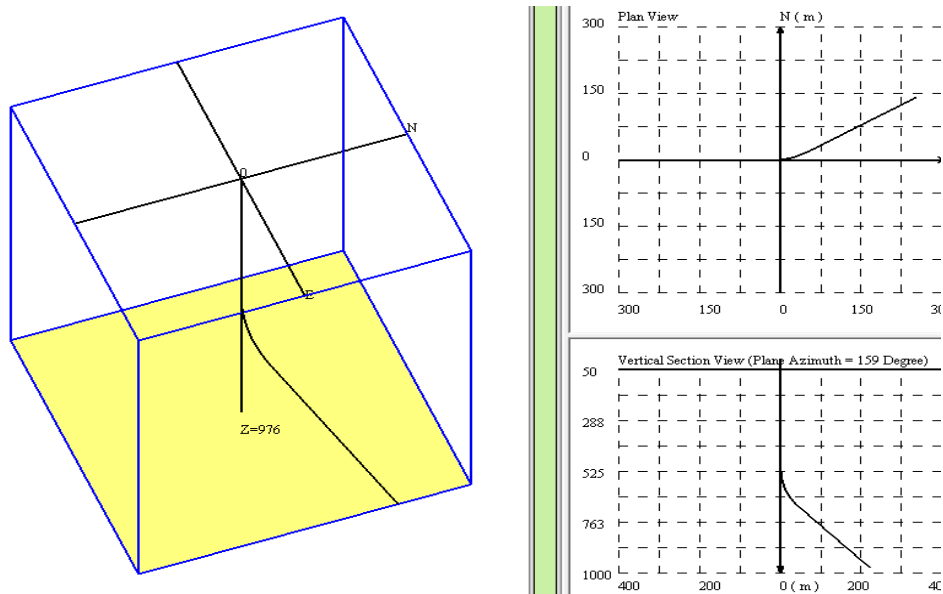 N
0
E
Z=976
Plan View N ( m )
300
150
0
150
300
300 150 0 150 30
Vertical Section View (Plane Azimuth = 159 Degree)
50
288
525
763
1000
400 200 0 ( m ) 200 40